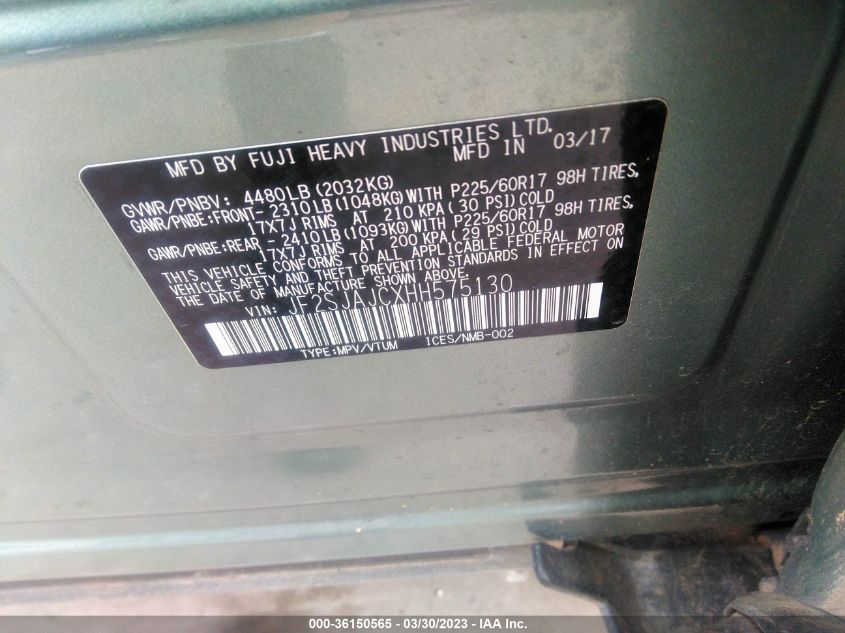 MFD BY FUJI HEAVY INDUSTRIES LTD.
MFD IN 03/17
GVWR/PNBV: 4480LB(2032KG)
GAWR/PNBE:FRONT- 2310LB(1048KG)WITH P225/60R17 98H TIRES,
17X7J RIMS AT 210 KPA( 30 PSI)COLD
GAWR/PNBE:REAR - 2410LB(1093KG)WITH P225/60R17 98H TIRES,
17X7J RIMS AT 200 KPA( 29 PSI)COLD
THIS VEHICLE CONFORMS TO ALL APPLICABLE FEDERAL MOTOR
VEHICLE SAFETY AND THEFT PREVENTION STANDARDS IN EFFECT ON
THE DATE OF MANUFACTURE SHOWN ABOVE.
VIN: JF2SJAJCXHH575130
TYPE:MPV/VTUM ICES/NMB-002
000-36150565 - 03/30/2023 - IAA Inc.